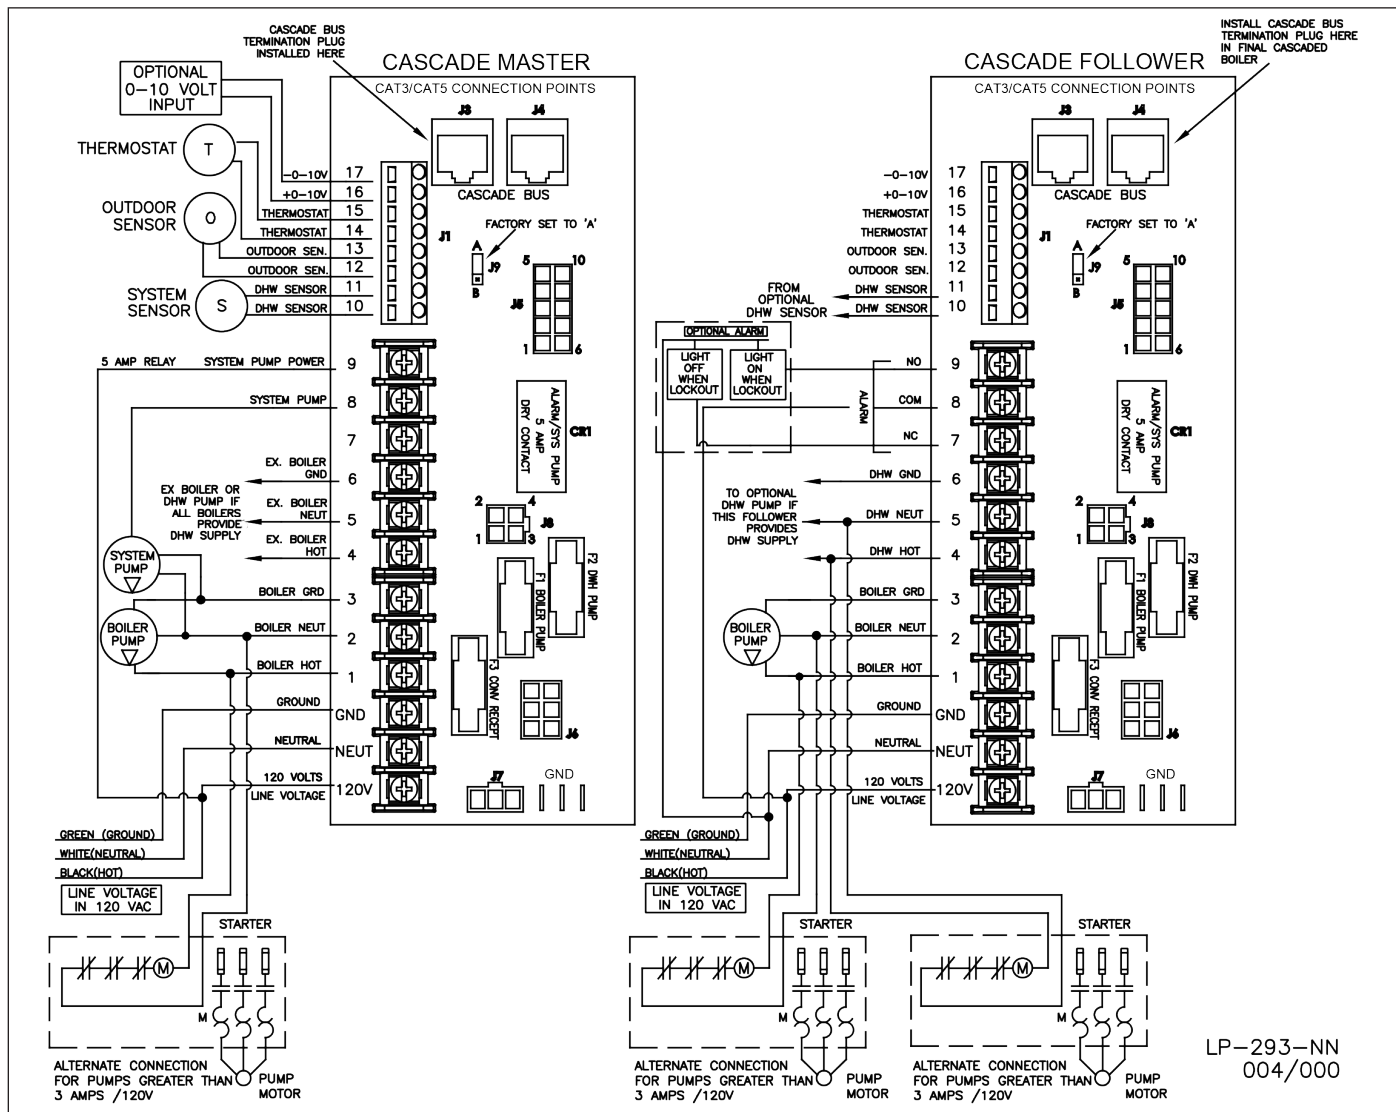 CASCADE BUS
TERMINATION PLUG
INSTALLED HERE
OPTIONAL
0-10 VOLT
INPUT
THERMOSTAT
T
OUTDOOR
SENSOR
O
SYSTEM
SENSOR
S
CASCADE MASTER
CAT3/CAT5 CONNECTION POINTS
J3
J4
CASCADE BUS
-0-10V 17
+0-10V 16
THERMOSTAT 15
THERMOSTAT 14
OUTDOOR SEN. 13
OUTDOOR SEN. 12
DHW SENSOR 11
DHW SENSOR 10
J1
FACTORY SET TO 'A'
A
J9
B
5
10
J5
1
6
5 AMP RELAY
SYSTEM PUMP POWER 9
SYSTEM PUMP 8
7
EX. BOILER
GND 6
EX. BOILER
NEUT 5
EX. BOILER
HOT 4
EX BOILER OR
DHW PUMP IF
ALL BOILERS
PROVIDE
DHW SUPPLY
SYSTEM
PUMP
BOILER
PUMP
BOILER GRD 3
BOILER NEUT 2
BOILER HOT 1
GROUND GND
NEUTRAL NEUT
120 VOLTS
LINE VOLTAGE 120V
ALARM/SYS PUMP
5 AMP
DRY CONTACT
CR1
2
4
J8
1
3
F2 DWH PUMP
F1 BOILER PUMP
F3 CONV RECEPT
J6
J7
GND
GREEN (GROUND)
WHITE(NEUTRAL)
BLACK(HOT)
LINE VOLTAGE
IN 120 VAC
STARTER
M
M
ALTERNATE CONNECTION
FOR PUMPS GREATER THAN
3 AMPS /120V
PUMP
MOTOR
CASCADE FOLLOWER
INSTALL CASCADE BUS
TERMINATION PLUG HERE
IN FINAL CASCADED
BOILER
CAT3/CAT5 CONNECTION POINTS
J3
J4
CASCADE BUS
-0-10V 17
+0-10V 16
THERMOSTAT 15
THERMOSTAT 14
OUTDOOR SEN. 13
OUTDOOR SEN. 12
DHW SENSOR 11
DHW SENSOR 10
FROM
OPTIONAL
DHW SENSOR
J1
FACTORY SET TO 'A'
A
J9
B
5
10
J5
1
6
OPTIONAL ALARM
LIGHT
OFF
WHEN
LOCKOUT
LIGHT
ON
WHEN
LOCKOUT
ALARM
NO 9
COM 8
NC 7
DHW GND 6
DHW NEUT 5
DHW HOT 4
TO OPTIONAL
DHW PUMP IF
THIS FOLLOWER
PROVIDES
DHW SUPPLY
BOILER
PUMP
BOILER GRD 3
BOILER NEUT 2
BOILER HOT 1
GROUND GND
NEUTRAL NEUT
120 VOLTS
LINE VOLTAGE 120V
ALARM/SYS PUMP
5 AMP
DRY CONTACT
CR1
2
4
J8
1
3
F2 DWH PUMP
F1 BOILER PUMP
F3 CONV RECEPT
J6
J7
GND
GREEN (GROUND)
WHITE(NEUTRAL)
BLACK(HOT)
LINE VOLTAGE
IN 120 VAC
STARTER
M
M
ALTERNATE CONNECTION
FOR PUMPS GREATER THAN
3 AMPS /120V
PUMP
MOTOR
STARTER
M
M
ALTERNATE CONNECTION
FOR PUMPS GREATER THAN
3 AMPS /120V
PUMP
MOTOR
LP-293-NN
004/000